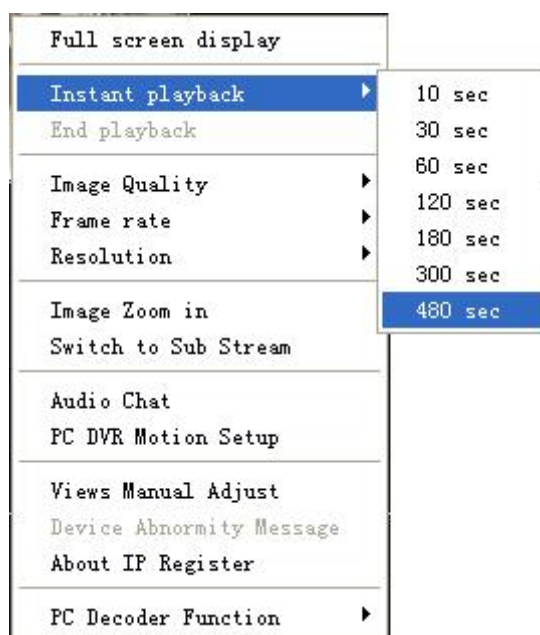 Full screen display
Instant playback
End playback
Image Quality
Frame rate
Resolution
Image Zoom in
Switch to Sub Stream
Audio Chat
PC DVR Motion Setup
Views Manual Adjust
Device Abnormity Message
About IP Register
PC Decoder Function
10 sec
30 sec
60 sec
120 sec
180 sec
300 sec
480 sec